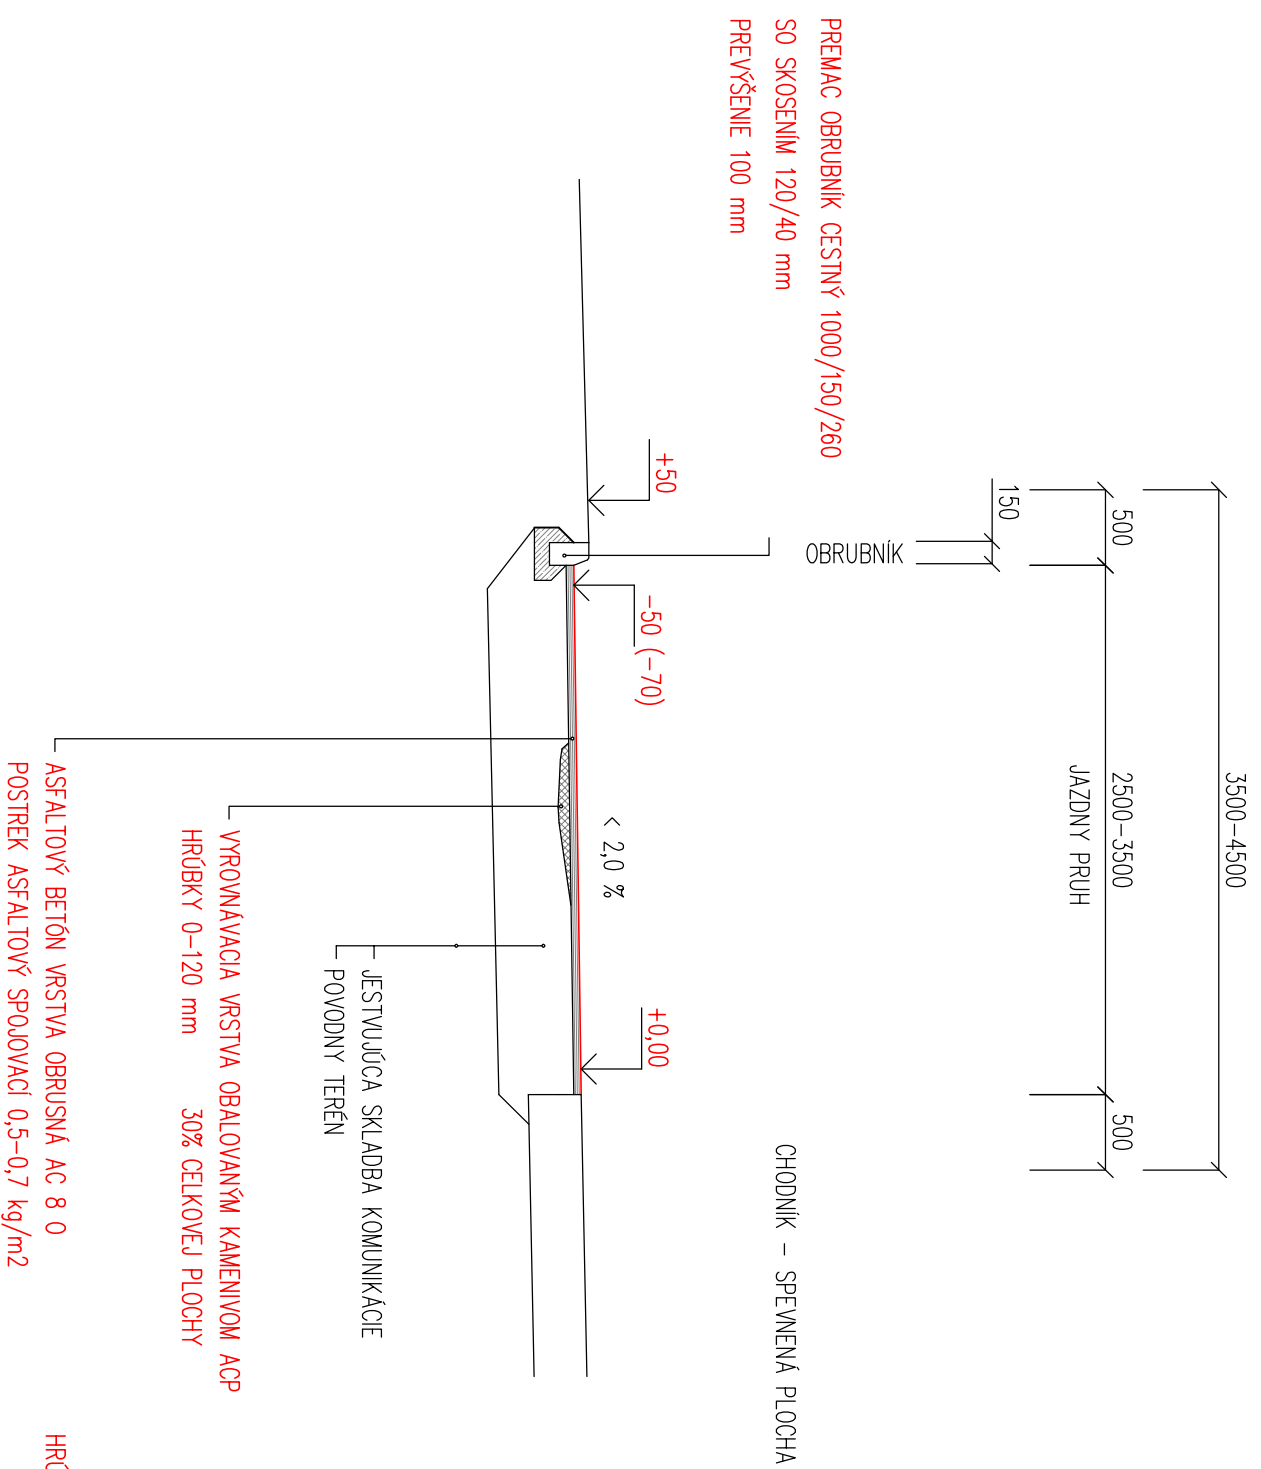 3500-4500
500
2500-3500
500
JAZDNY PRUH
150
OBRUBNÍK
PREMAC OBRUBNÍK CESTNÝ 1000/150/260
SO SKOSENÍM 120/40 mm
PREVÝŠENIE 100 mm
CHODNÍK - SPEVNENÁ PLOCHA
+50
-50 (-70)
< 2,0 %
+0,00
JESTVUJÚCA SKLADBA KOMUNIKÁCIE
POVODNY TERÉN
VYROVNÁVACIA VRSTVA OBALOVANÝM KAMENIVOM ACP
HRÚBKY 0-120 mm 30% CELKOVEJ PLOCHY
ASFALTOVÝ BETÓN VRSTVA OBRUSNÁ AC 8 O
POSTREK ASFALTOVÝ SPOJOVACÍ 0,5-0,7 kg/m2